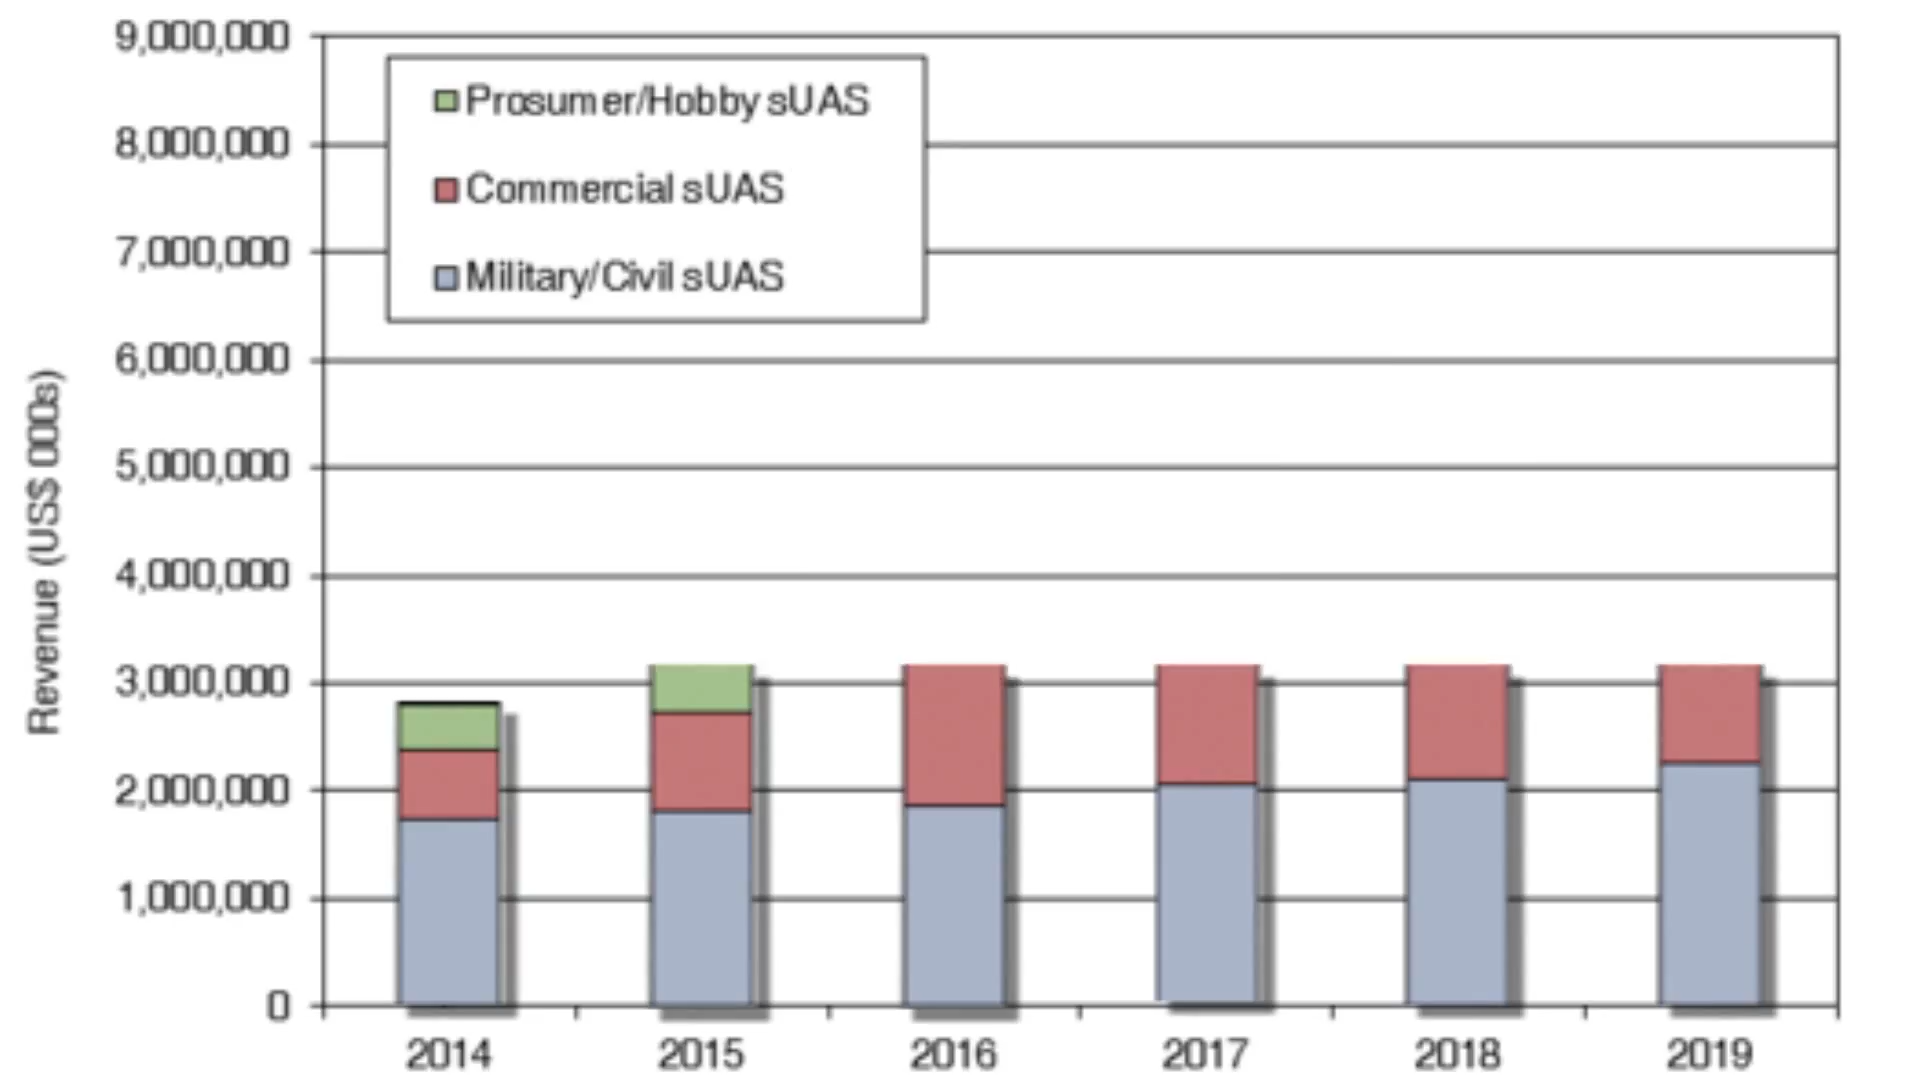 9,000,000
8,000,000
7,000,000
6,000,000
5,000,000
4,000,000
3,000,000
2,000,000
1,000,000
0
Revenue (US$ 000s)
Prosumer/Hobby sUAS
Commercial sUAS
Military/Civil sUAS
2014 2015 2016 2017 2018 2019